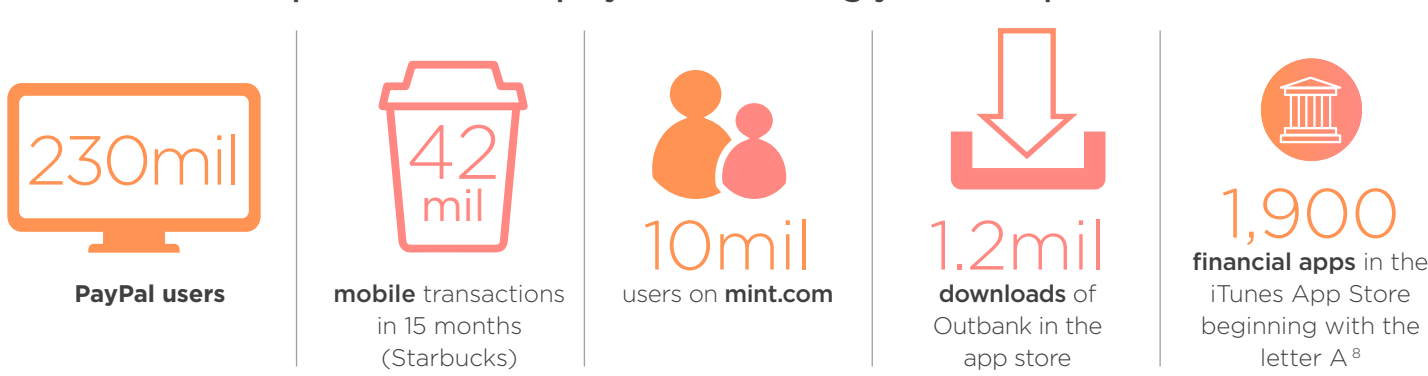 230mil
PayPal users
42
mil
mobile transactions
in 15 months
(Starbucks)
10mil
users on mint.com
1.2mil
downloads of
Outbank in the
app store
1,900
financial apps in the
iTunes App Store
beginning with the
letter A 8